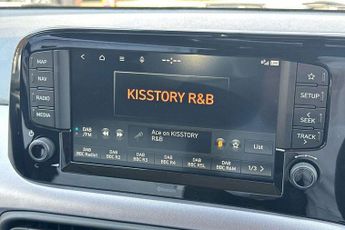 MAP
NAV
RADIO
MEDIA
KISSTORY R&B
DAB
Ace on KISSTORY
R&B
List
DAB
BBC Radio1
DAB
BBC R2
DAB
BBC R3
DAB
BBC R4
DAB
BBC R5L
DAB
BBC R6M
1/3
SETUP
SEEK
TRACK